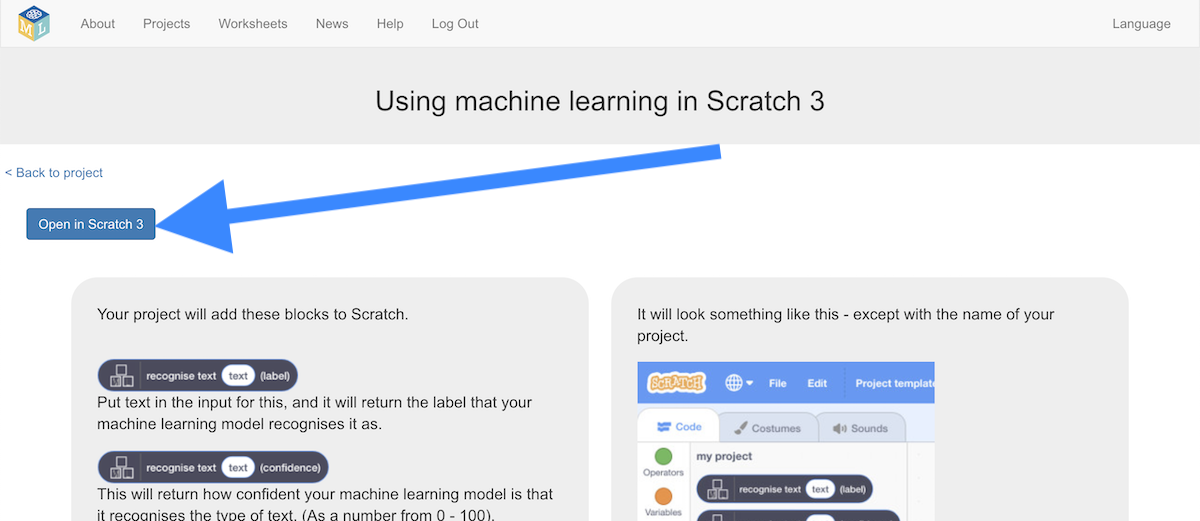 About Projects Worksheets News Help Log Out Language
Using machine learning in Scratch 3
< Back to project
Open in Scratch 3
Your project will add these blocks to Scratch.
recognise text text (label)
Put text in the input for this, and it will return the label that your
machine learning model recognises it as.
recognise text text (confidence)
This will return how confident your machine learning model is that
it recognises the type of text. (As a number from 0 - 100).
It will look something like this - except with the name of your
project.
SCRATCH File Edit Project template
Code Costumes Sounds
Operators
Variables
my project
recognise text text (label)